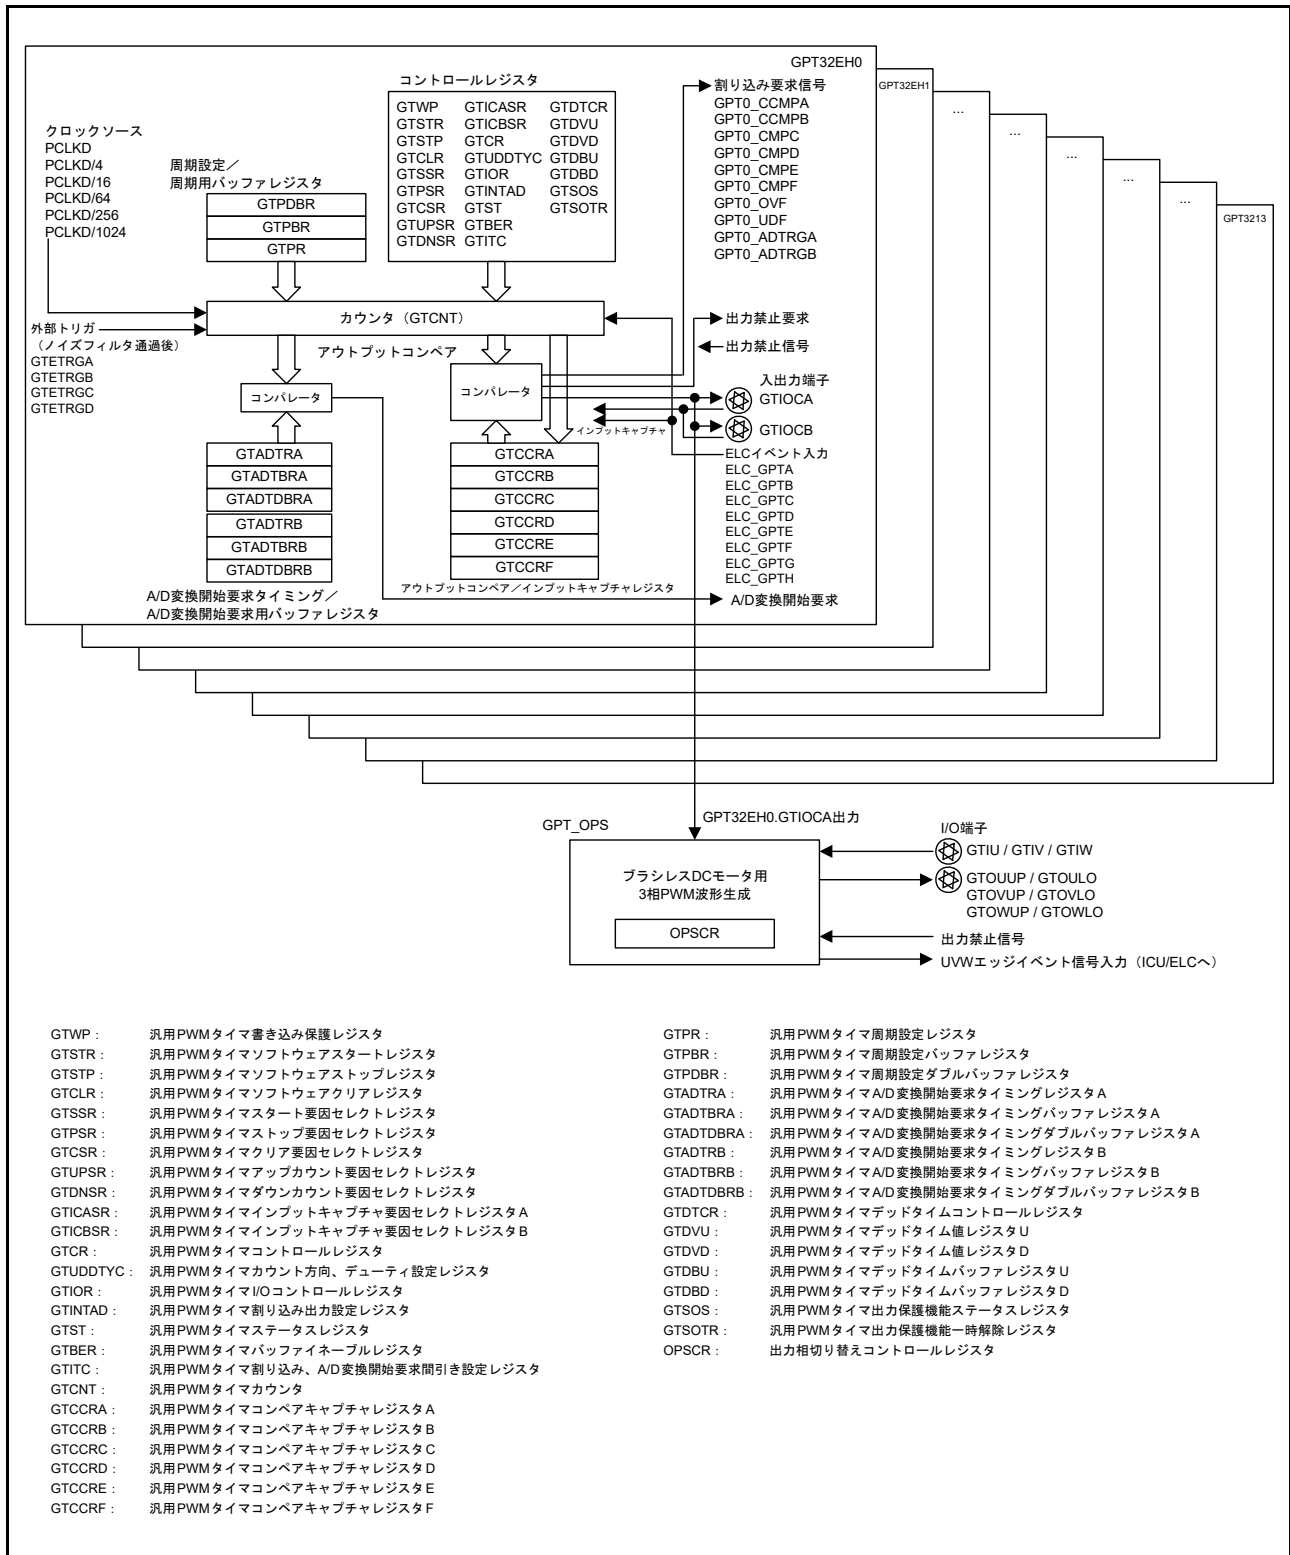 GPT32EH0
GPT32EH1
...
...
...
...
...
GPT3213
クロックソース
PCLKD
PCLKD/4
PCLKD/16
PCLKD/64
PCLKD/256
PCLKD/1024
周期設定／
周期用バッファレジスタ
GTPDBR
GTPBR
GTPR
コントロールレジスタ
GTWP GTICASR GTDTCR
GTSTR GTICBSR GTDVU
GTSTP GTCR GTDVD
GTCLR GTUDDTYC GTDBU
GTSSR GTIOR GTDBD
GTPSR GTINTAD GTSOS
GTCSR GTST GTSOTR
GTUPSR GTBER
GTDNSR GTITC
割り込み要求信号
GPT0_CCMPA
GPT0_CCMPB
GPT0_CMPC
GPT0_CMPD
GPT0_CMPE
GPT0_CMPF
GPT0_OVF
GPT0_UDF
GPT0_ADTRGA
GPT0_ADTRGB
カウンタ（GTCNT）
外部トリガ
（ノイズフィルタ通過後）
GTETRGA
GTETRGB
GTETRGC
GTETRGD
アウトプットコンペア
コンパレータ
コンパレータ
出力禁止要求
出力禁止信号
入出力端子
GTIOCA
GTIOCB
インプットキャプチャ
GTADTRA
GTADTBRA
GTADTDBRA
GTADTRB
GTADTBRB
GTADTDBRB
A/D変換開始要求タイミング／
A/D変換開始要求用バッファレジスタ
GTCCRA
GTCCRB
GTCCRC
GTCCRD
GTCCRE
GTCCRF
アウトプットコンペア／インプットキャプチャレジスタ
ELCイベント入力
ELC_GPTA
ELC_GPTB
ELC_GPTC
ELC_GPTD
ELC_GPTE
ELC_GPTF
ELC_GPTG
ELC_GPTH
A/D変換開始要求
GPT_OPS
GPT32EH0.GTIOCA出力
ブラシレスDCモータ用
3相PWM波形生成
OPSCR
I/O端子
GTIU / GTIV / GTIW
GTOUUP / GTOULO
GTOVUP / GTOVLO
GTOWUP / GTOWLO
出力禁止信号
UVWエッジイベント信号入力（ICU/ELCへ）
GTWP： 汎用PWMタイマ書き込み保護レジスタ
GTSTR： 汎用PWMタイマソフトウェアスタートレジスタ
GTSTP： 汎用PWMタイマソフトウェアストップレジスタ
GTCLR： 汎用PWMタイマソフトウェアクリアレジスタ
GTSSR： 汎用PWMタイマスタート要因セレクトレジスタ
GTPSR： 汎用PWMタイマストップ要因セレクトレジスタ
GTCSR： 汎用PWMタイマクリア要因セレクトレジスタ
GTUPSR： 汎用PWMタイマアップカウント要因セレクトレジスタ
GTDNSR： 汎用PWMタイマダウンカウント要因セレクトレジスタ
GTICASR： 汎用PWMタイマインプットキャプチャ要因セレクトレジスタA
GTICBSR： 汎用PWMタイマインプットキャプチャ要因セレクトレジスタB
GTCR： 汎用PWMタイマコントロールレジスタ
GTUDDTYC： 汎用PWMタイマカウント方向、デューティ設定レジスタ
GTIOR： 汎用PWMタイマI/Oコントロールレジスタ
GTINTAD： 汎用PWMタイマ割り込み出力設定レジスタ
GTST： 汎用PWMタイマステータスレジスタ
GTBER： 汎用PWMタイマバッファイネーブルレジスタ
GTITC： 汎用PWMタイマ割り込み、A/D変換開始要求間引き設定レジスタ
GTCNT： 汎用PWMタイマカウンタ
GTCCRA： 汎用PWMタイマコンペアキャプチャレジスタA
GTCCRB： 汎用PWMタイマコンペアキャプチャレジスタB
GTCCRC： 汎用PWMタイマコンペアキャプチャレジスタC
GTCCRD： 汎用PWMタイマコンペアキャプチャレジスタD
GTCCRE： 汎用PWMタイマコンペアキャプチャレジスタE
GTCCRF： 汎用PWMタイマコンペアキャプチャレジスタF
GTPR： 汎用PWMタイマ周期設定レジスタ
GTPBR： 汎用PWMタイマ周期設定バッファレジスタ
GTPDBR： 汎用PWMタイマ周期設定ダブルバッファレジスタ
GTADTRA： 汎用PWMタイマA/D変換開始要求タイミングレジスタA
GTADTBRA： 汎用PWMタイマA/D変換開始要求タイミングバッファレジスタA
GTADTDBRA： 汎用PWMタイマA/D変換開始要求タイミングダブルバッファレジスタA
GTADTRB： 汎用PWMタイマA/D変換開始要求タイミングレジスタB
GTADTBRB： 汎用PWMタイマA/D変換開始要求タイミングバッファレジスタB
GTADTDBRB： 汎用PWMタイマA/D変換開始要求タイミングダブルバッファレジスタB
GTDTCR： 汎用PWMタイマデッドタイムコントロールレジスタ
GTDVU： 汎用PWMタイマデッドタイム値レジスタU
GTDVD： 汎用PWMタイマデッドタイム値レジスタD
GTDBU： 汎用PWMタイマデッドタイムバッファレジスタU
GTDBD： 汎用PWMタイマデッドタイムバッファレジスタD
GTSOS： 汎用PWMタイマ出力保護機能ステータスレジスタ
GTSOTR： 汎用PWMタイマ出力保護機能一時解除レジスタ
OPSCR： 出力相切り替えコントロールレジスタ